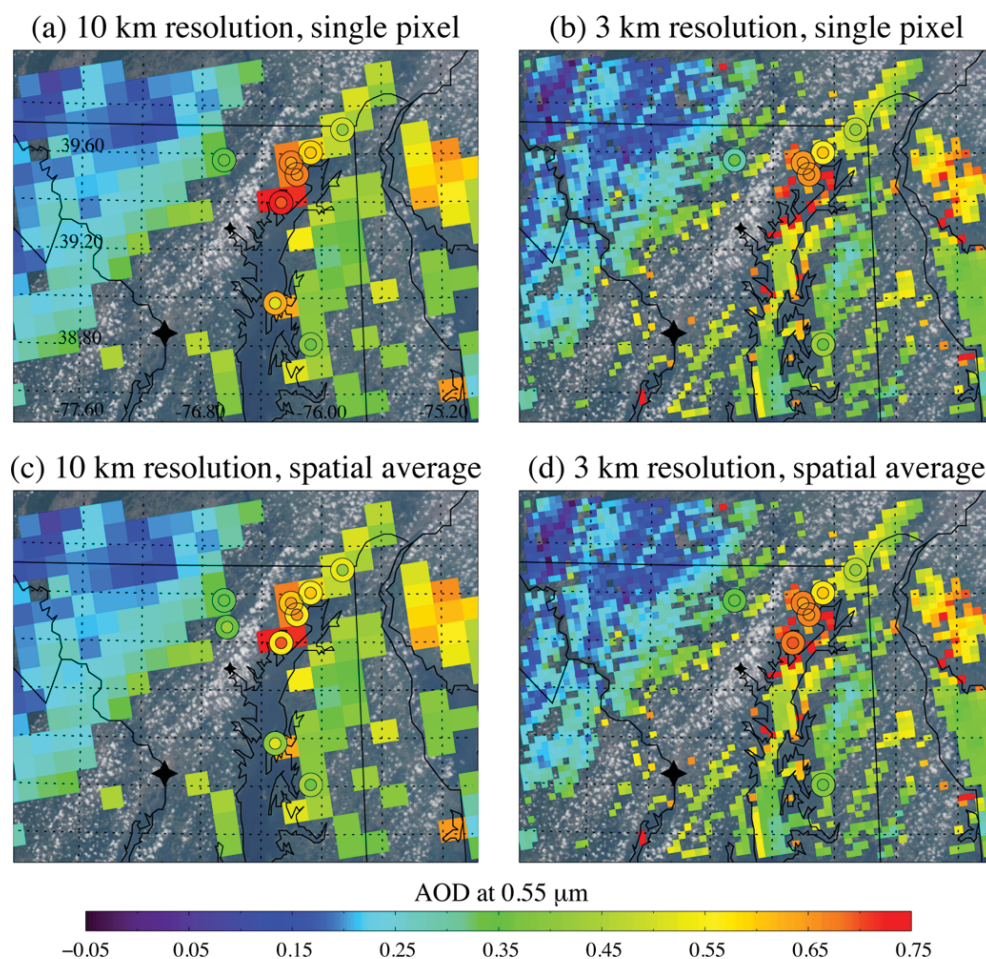 (a) 10 km resolution, single pixel
(b) 3 km resolution, single pixel
39.60
39.20
38.80
-77.60
-76.80
-76.00
-75.20
(c) 10 km resolution, spatial average
(d) 3 km resolution, spatial average
AOD at 0.55 μm
−0.05 0.05 0.15 0.25 0.35 0.45 0.55 0.65 0.75